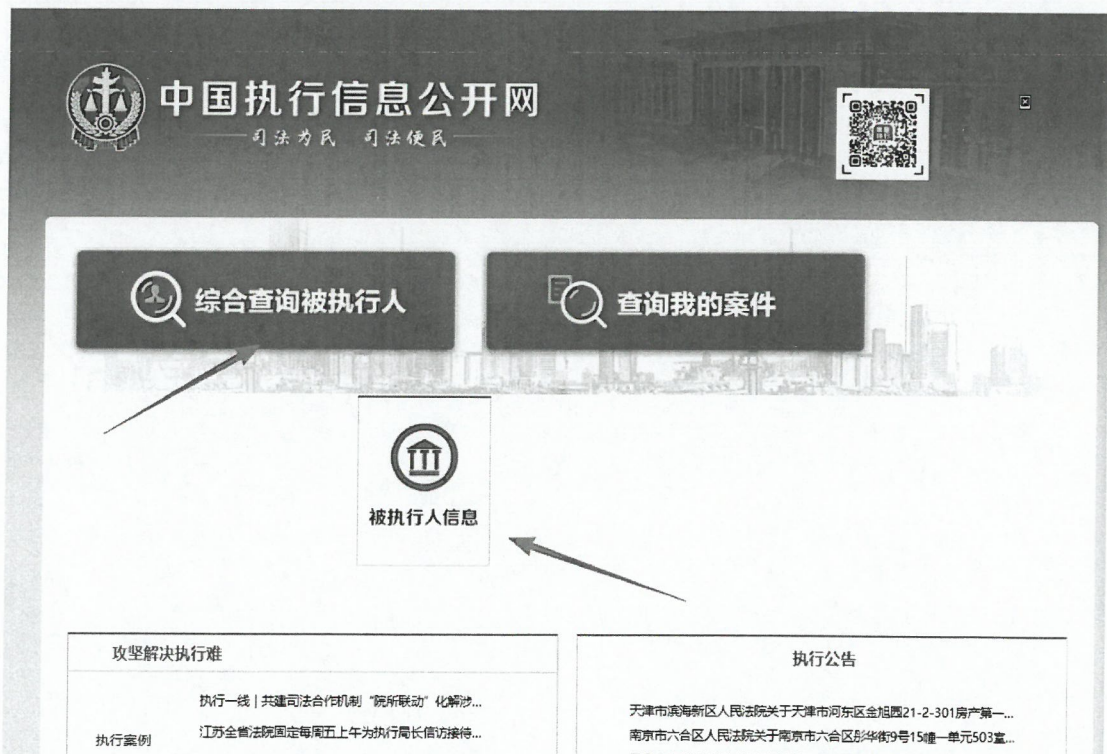 中国执行信息公开网
司法为民 司法便民
综合查询被执行人
查询我的案件
被执行人信息
攻坚解决执行难
执行公告
执行一线 | 共建司法合作机制 “院所联动” 化解涉...
江苏全省法院固定每周五上午为执行局长信访接待...
执行案例
天津市滨海新区人民法院关于天津市河东区金旭园21-2-301房产第一...
南京市六合区人民法院关于南京市六合区彤华街9号15幢一单元503室...